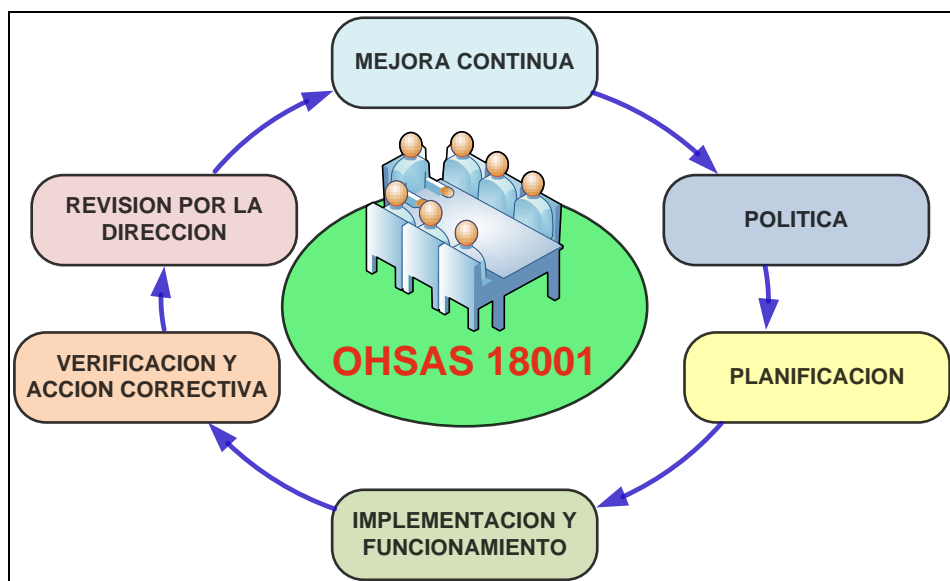 MEJORA CONTINUA
POLITICA
PLANIFICACION
IMPLEMENTACION Y
FUNCIONAMIENTO
VERIFICACION Y
ACCION CORRECTIVA
REVISION POR LA
DIRECCION
OHSAS 18001